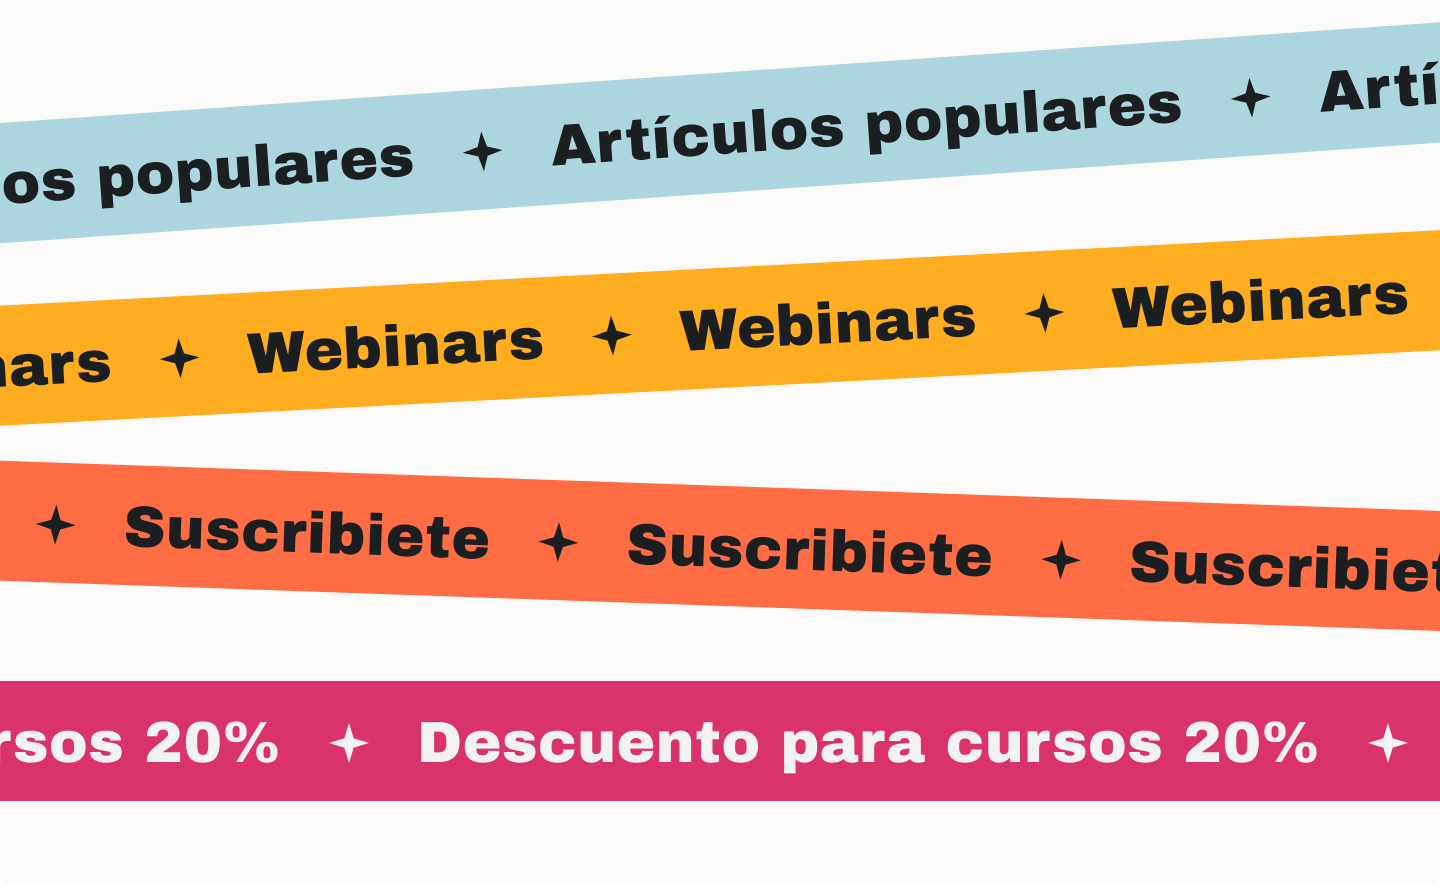 os populares ✦ Artículos populares ✦ Artí
nars ✦ Webinars ✦ Webinars ✦ Webinars
✦ Suscribiete ✦ Suscribiete ✦ Suscribiet
rsos 20% ✦ Descuento para cursos 20% ✦